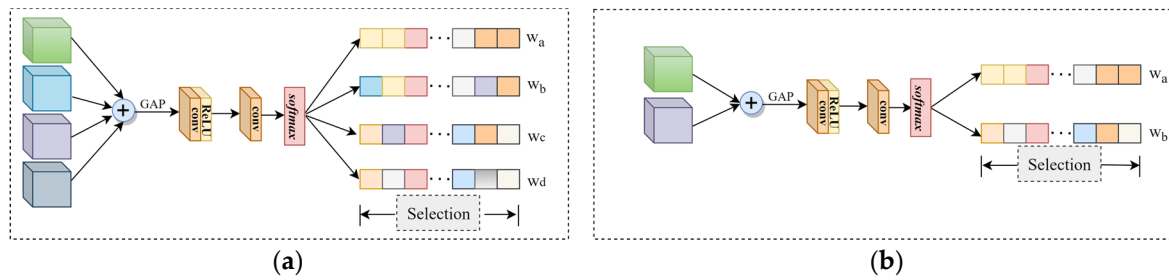 GAP
conv
ReLU
conv
softmax
...
wa
...
wb
...
wc
...
wd
Selection
(a)
GAP
conv
ReLU
conv
softmax
...
wa
...
wb
Selection
(b)